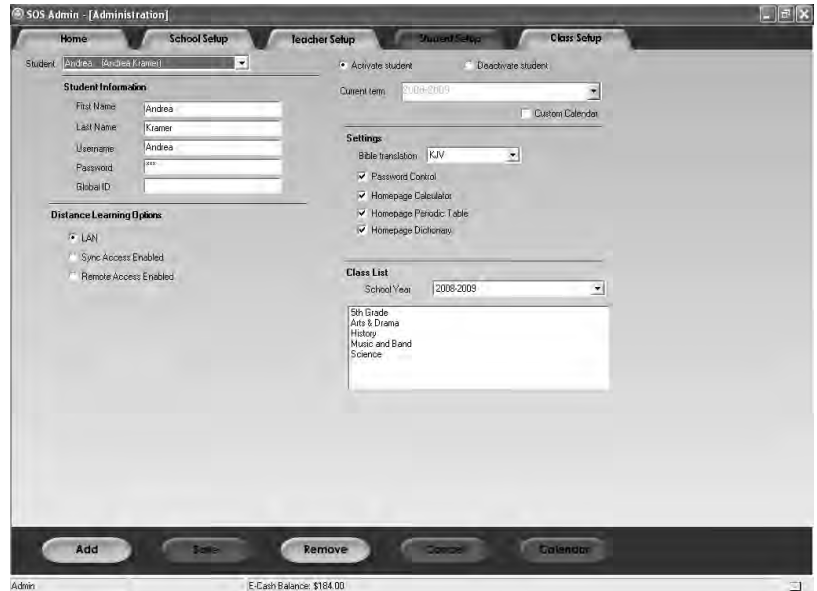 SOS Admin - [Administration]
Home School Setup Teacher Setup Student Setup Class Setup
Student Andrea (Andrea Kramer)
Student Information
First Name Andrea
Last Name Kramer
Username Andrea
Password ***
Global ID
Distance Learning Options
LAN
Sync Access Enabled
Remote Access Enabled
Activate student Deactivate student
Current term 2008-2009
Custom Calendar
Settings
Bible translation KJV
Password Control
Homepage Calculator
Homepage Periodic Table
Homepage Dictionary
Class List
School Year 2008-2009
5th Grade
Arts & Drama
History
Music and Band
Science
Add Save Remove Cancel Calendar
Admin E-Cash Balance: $184.00